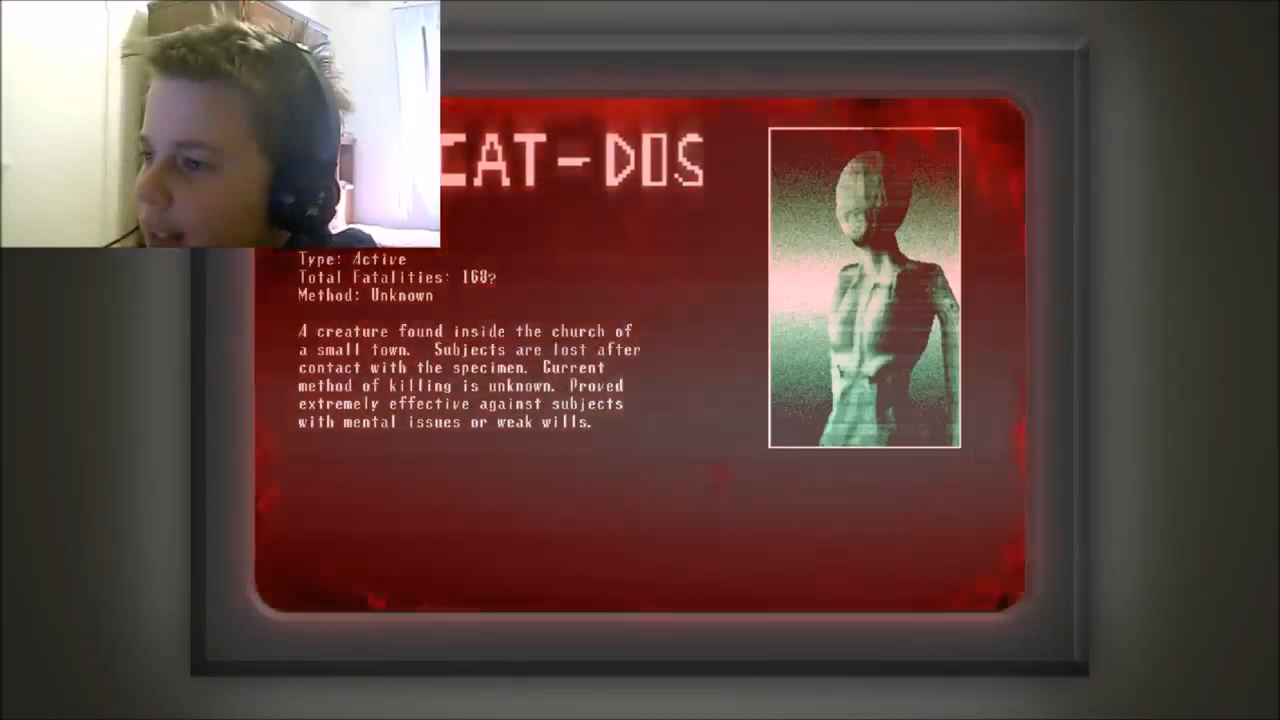 CAT-DOS
Type: Active
Total Fatalities: 168?
Method: Unknown
A creature found inside the church of
a small town. Subjects are lost after
contact with the specimen. Current
method of killing is unknown. Proved
extremely effective against subjects
with mental issues or weak wills.